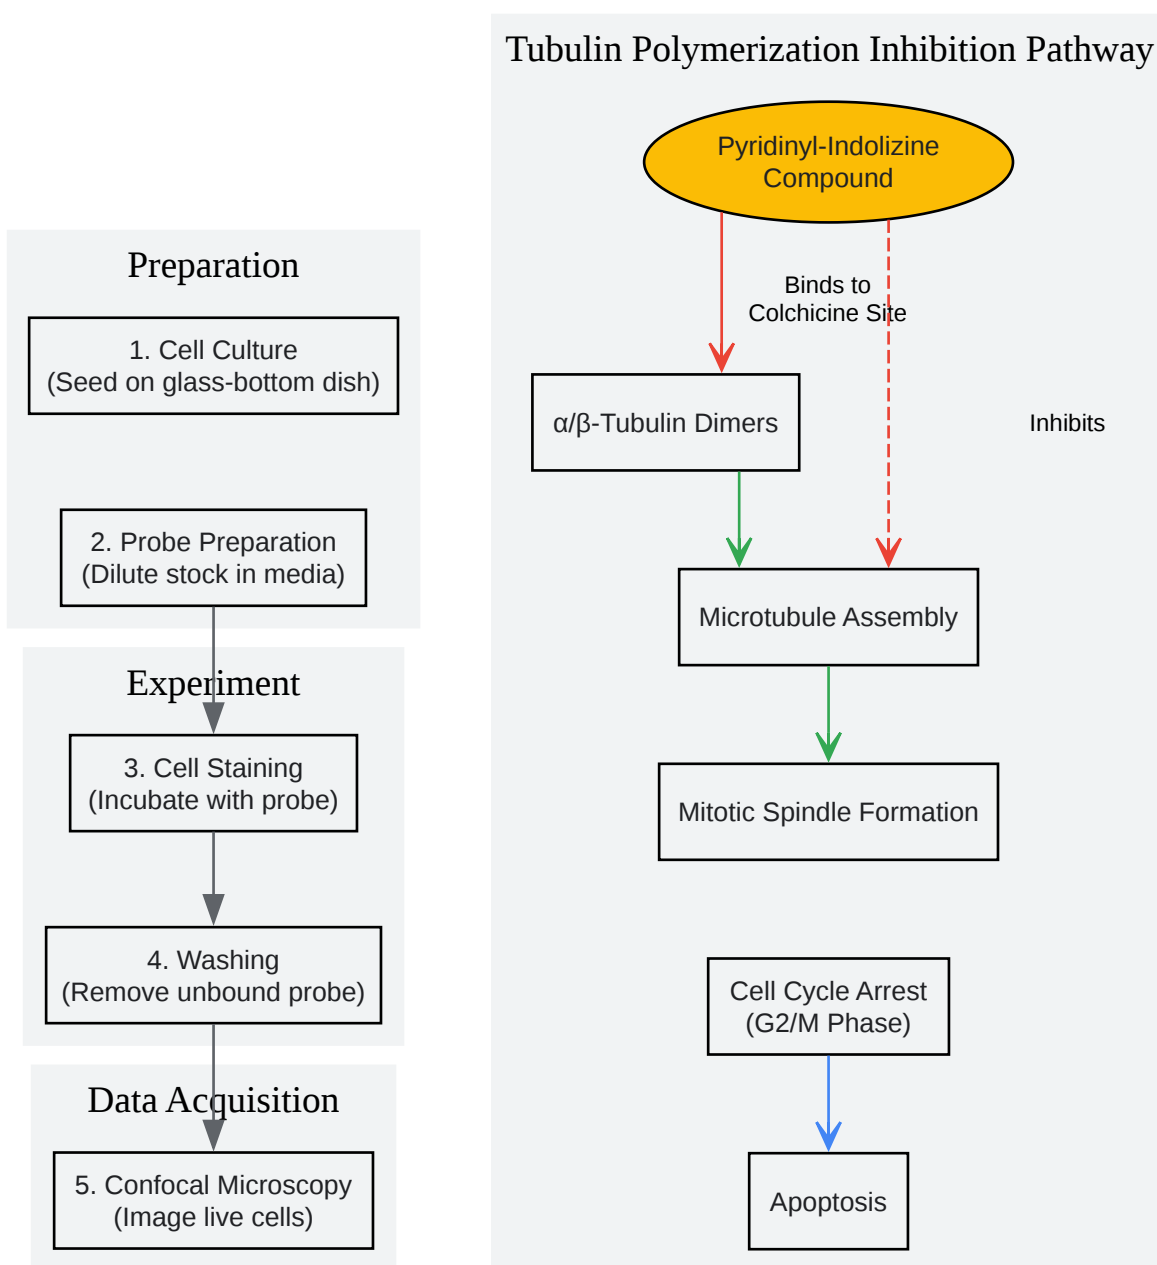 Preparation
1. Cell Culture
(Seed on glass-bottom dish)
2. Probe Preparation
(Dilute stock in media)
Experiment
3. Cell Staining
(Incubate with probe)
4. Washing
(Remove unbound probe)
Data Acquisition
5. Confocal Microscopy
(Image live cells)
Tubulin Polymerization Inhibition Pathway
Pyridinyl-Indolizine
Compound
Binds to
Colchicine Site
α/β-Tubulin Dimers
Inhibits
Microtubule Assembly
Mitotic Spindle Formation
Cell Cycle Arrest
(G2/M Phase)
Apoptosis